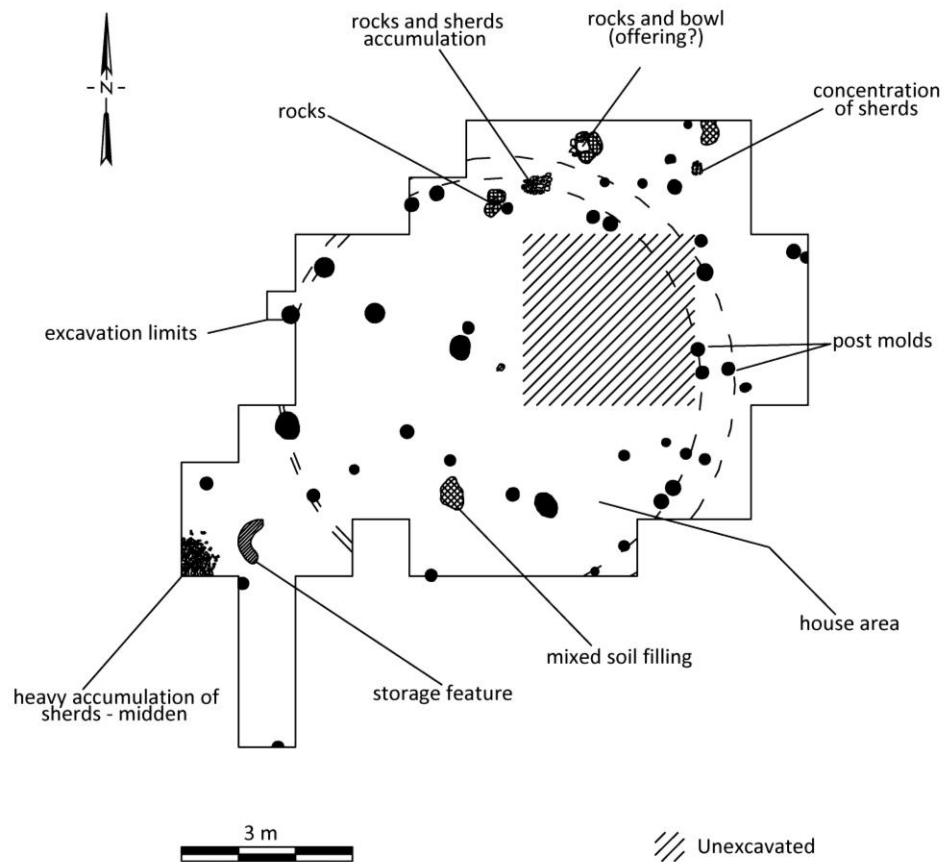 rocks and sherds
accumulation
rocks and bowl
(offering?)
- N -
rocks
concentration
of sherds
excavation limits
post molds
house area
mixed soil filling
storage feature
heavy accumulation of
sherds - midden
3 m
Unexcavated